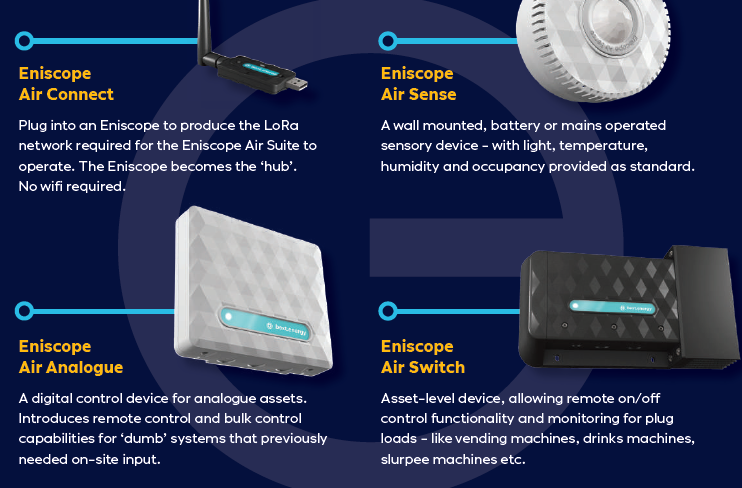 Eniscope
Air Connect
Plug into an Eniscope to produce the LoRa
network required for the Eniscope Air Suite to
operate. The Eniscope becomes the ‘hub’.
No wifi required.
Eniscope
Air Sense
A wall mounted, battery or mains operated
sensory device - with light, temperature,
humidity and occupancy provided as standard.
best.energy
Eniscope
Air Analogue
A digital control device for analogue assets.
Introduces remote control and bulk control
capabilities for ‘dumb’ systems that previously
needed on-site input.
best.energy
Eniscope
Air Switch
Asset-level device, allowing remote on/off
control functionality and monitoring for plug
loads - like vending machines, drinks machines,
slurpee machines etc.